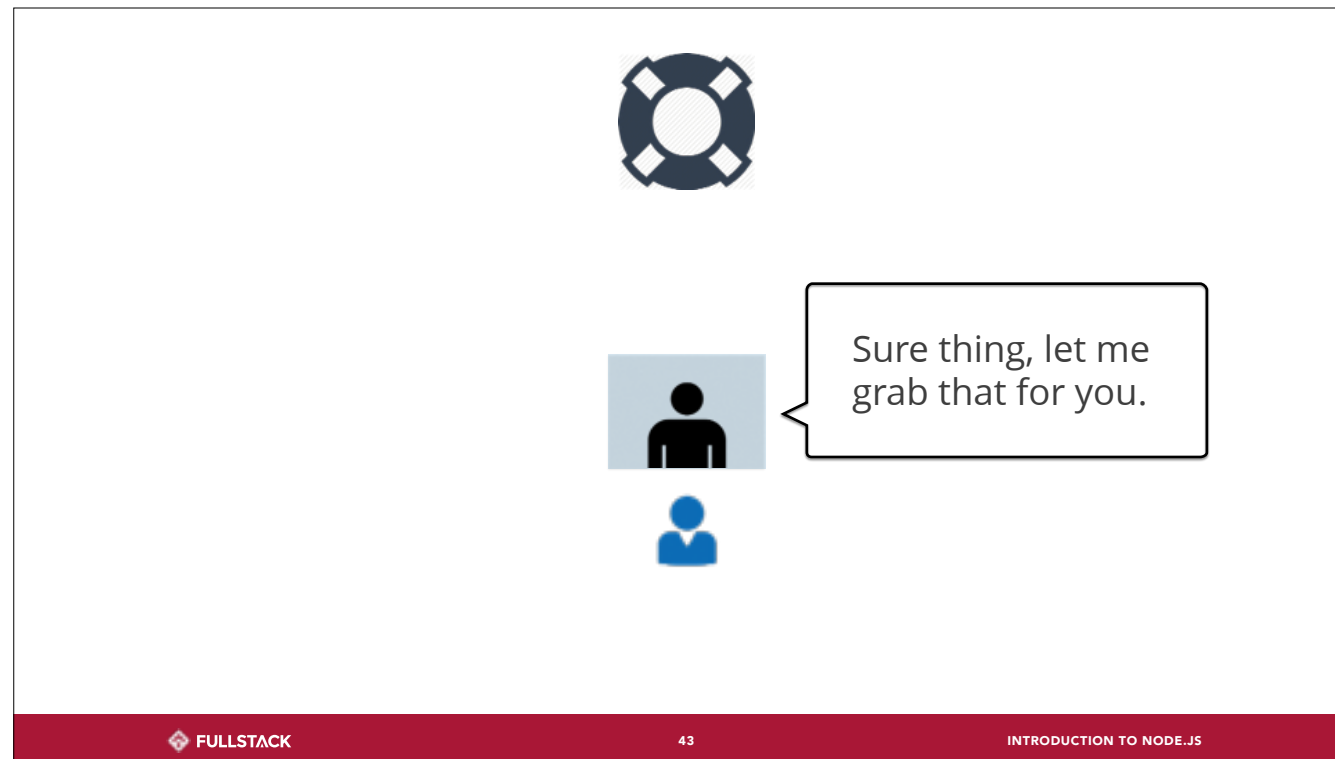 Sure thing, let me
grab that for you.
FULLSTACK
43
INTRODUCTION TO NODE.JS